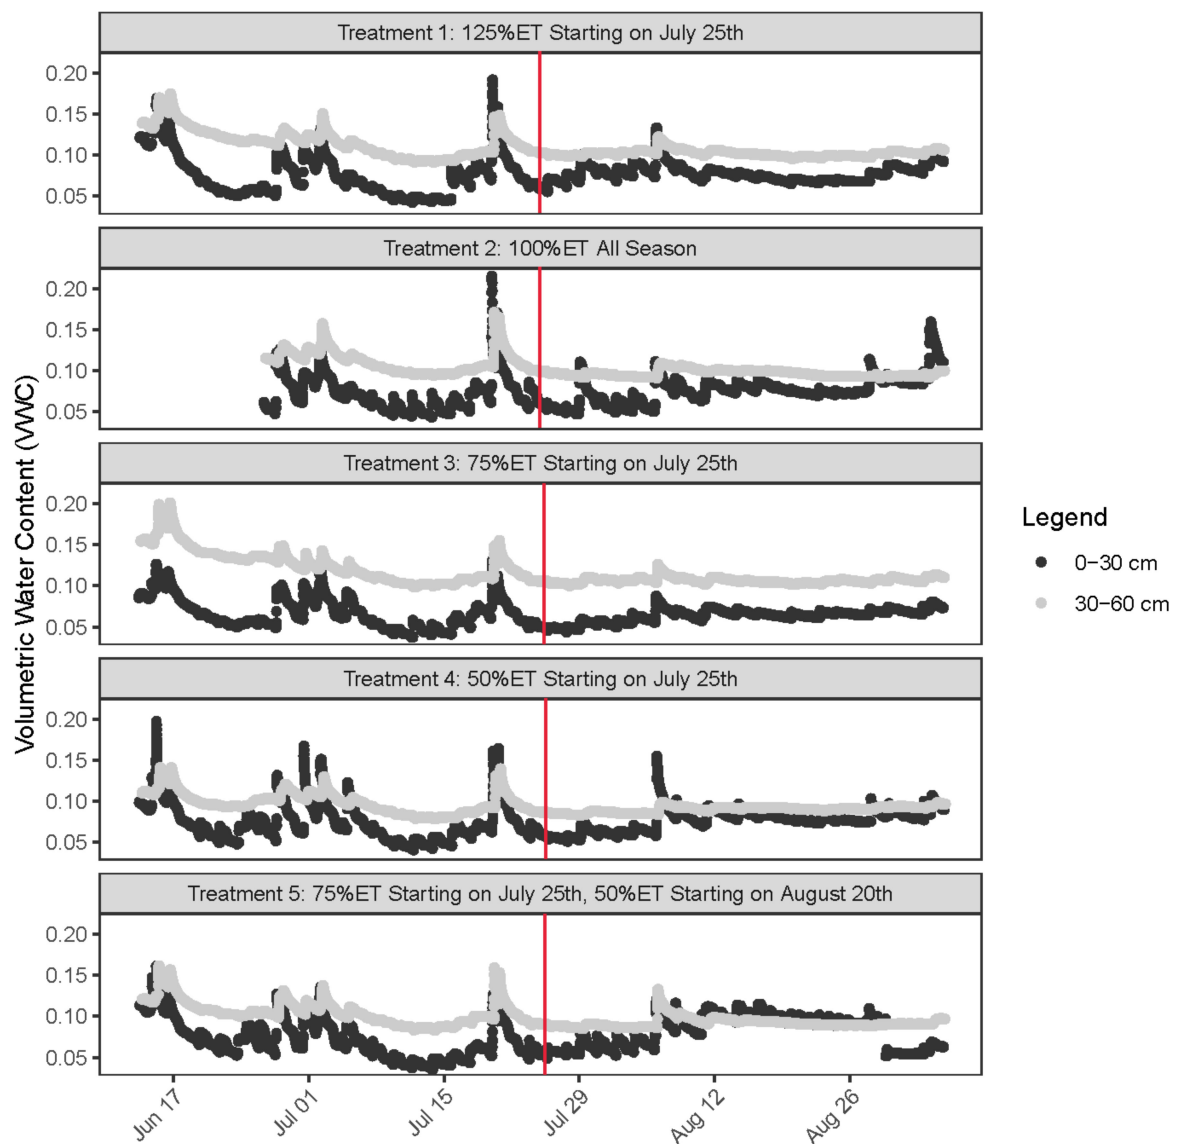 Treatment 1: 125%ET Starting on July 25th
0.20
0.15
0.10
0.05
Treatment 2: 100%ET All Season
0.20
0.15
0.10
0.05
Treatment 3: 75%ET Starting on July 25th
0.20
0.15
0.10
0.05
Treatment 4: 50%ET Starting on July 25th
0.20
0.15
0.10
0.05
Treatment 5: 75%ET Starting on July 25th, 50%ET Starting on August 20th
0.20
0.15
0.10
0.05
Jun 17
Jul 01
Jul 15
Jul 29
Aug 12
Aug 26
Volumetric Water Content (VWC)
Legend
0−30 cm
30−60 cm